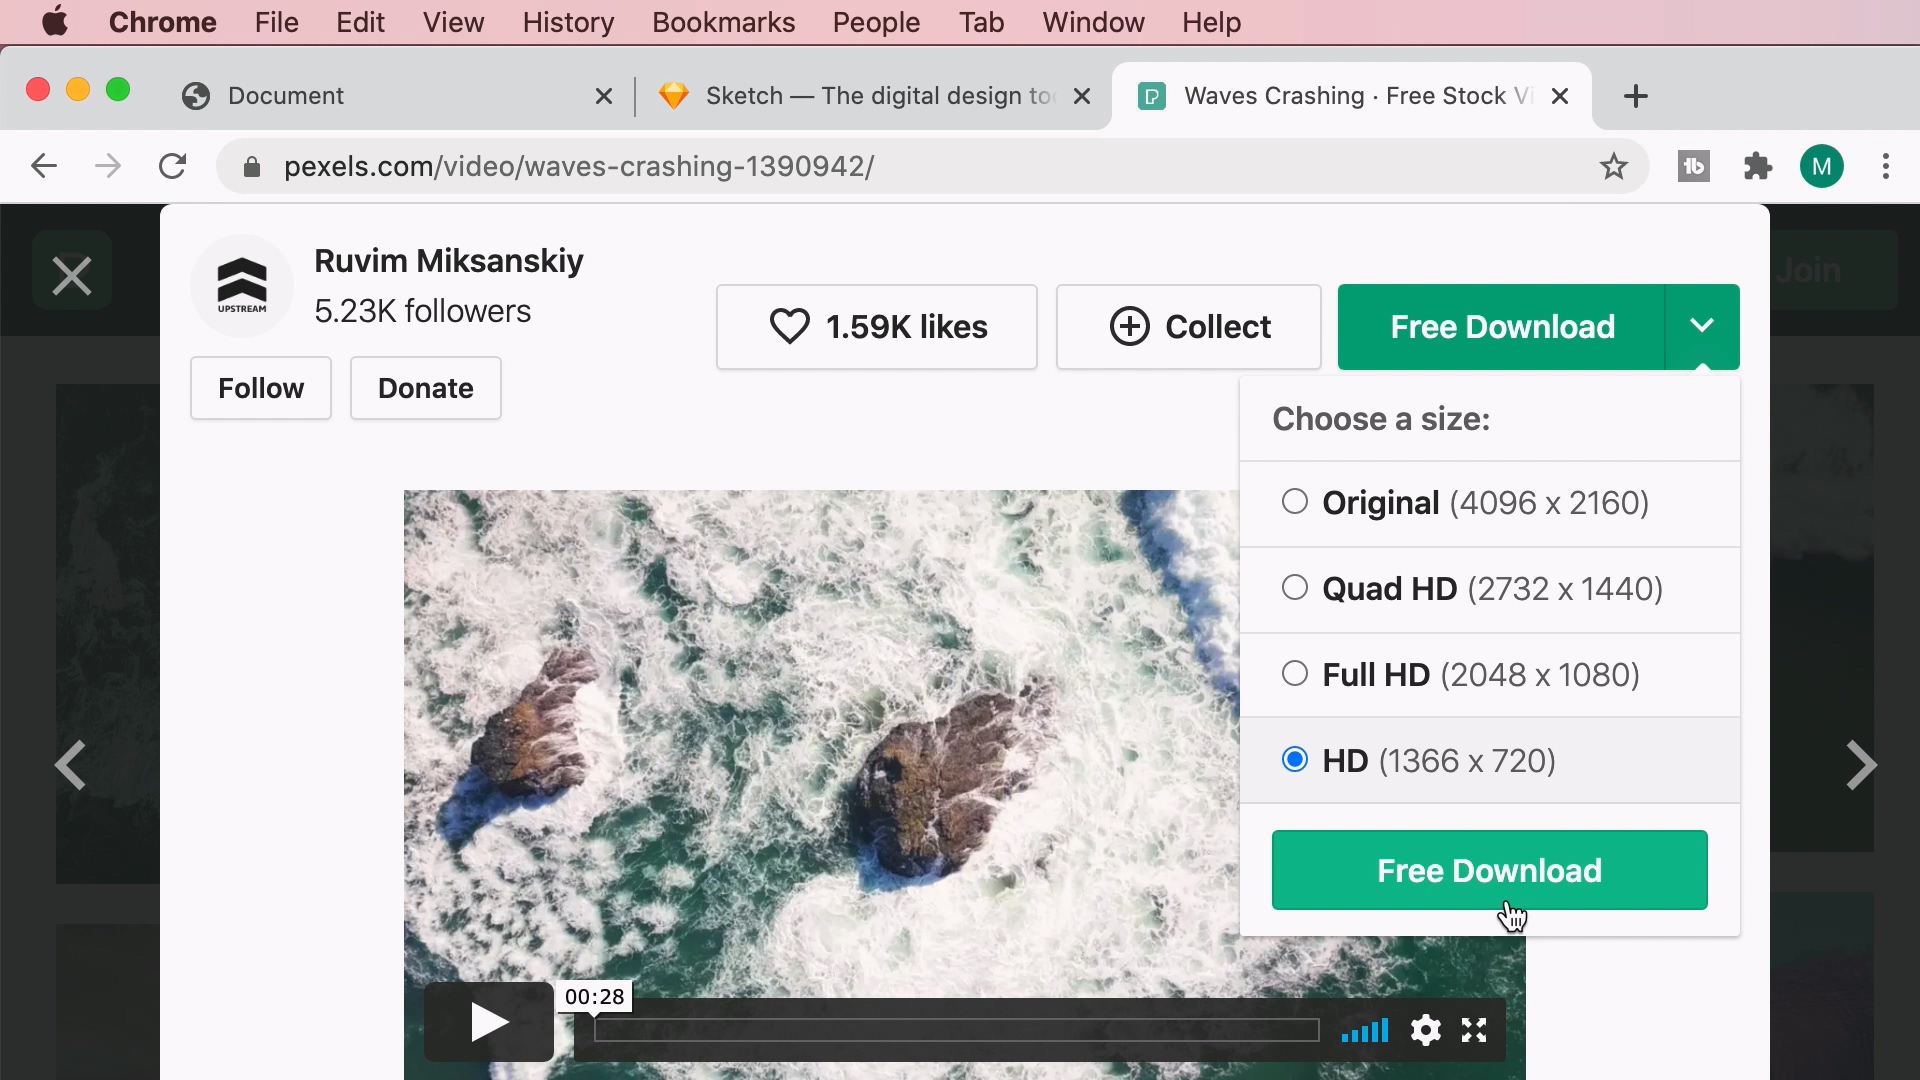 Chrome File Edit View History Bookmarks People Tab Window Help
Document
Sketch — The digital design
Waves Crashing · Free Stock
pexels.com/video/waves-crashing-1390942/
M
Join
UPSTREAM
Ruvim Miksanskiy
5.23K followers
Follow
Donate
1.59K likes
Collect
Free Download
Choose a size:
Original (4096 x 2160)
Quad HD (2732 x 1440)
Full HD (2048 x 1080)
HD (1366 x 720)
Free Download
00:28